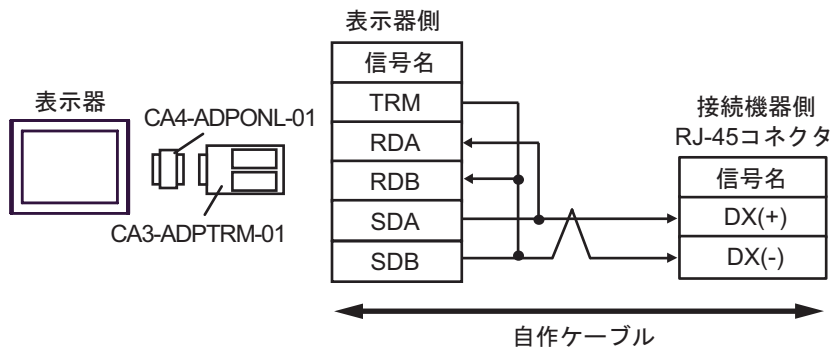 表示器
CA4-ADPONL-01
CA3-ADPTRM-01
表示器側
信号名
TRM
RDA
RDB
SDA
SDB
接続機器側
RJ-45コネクタ
信号名
DX(+)
DX(-)
自作ケーブル